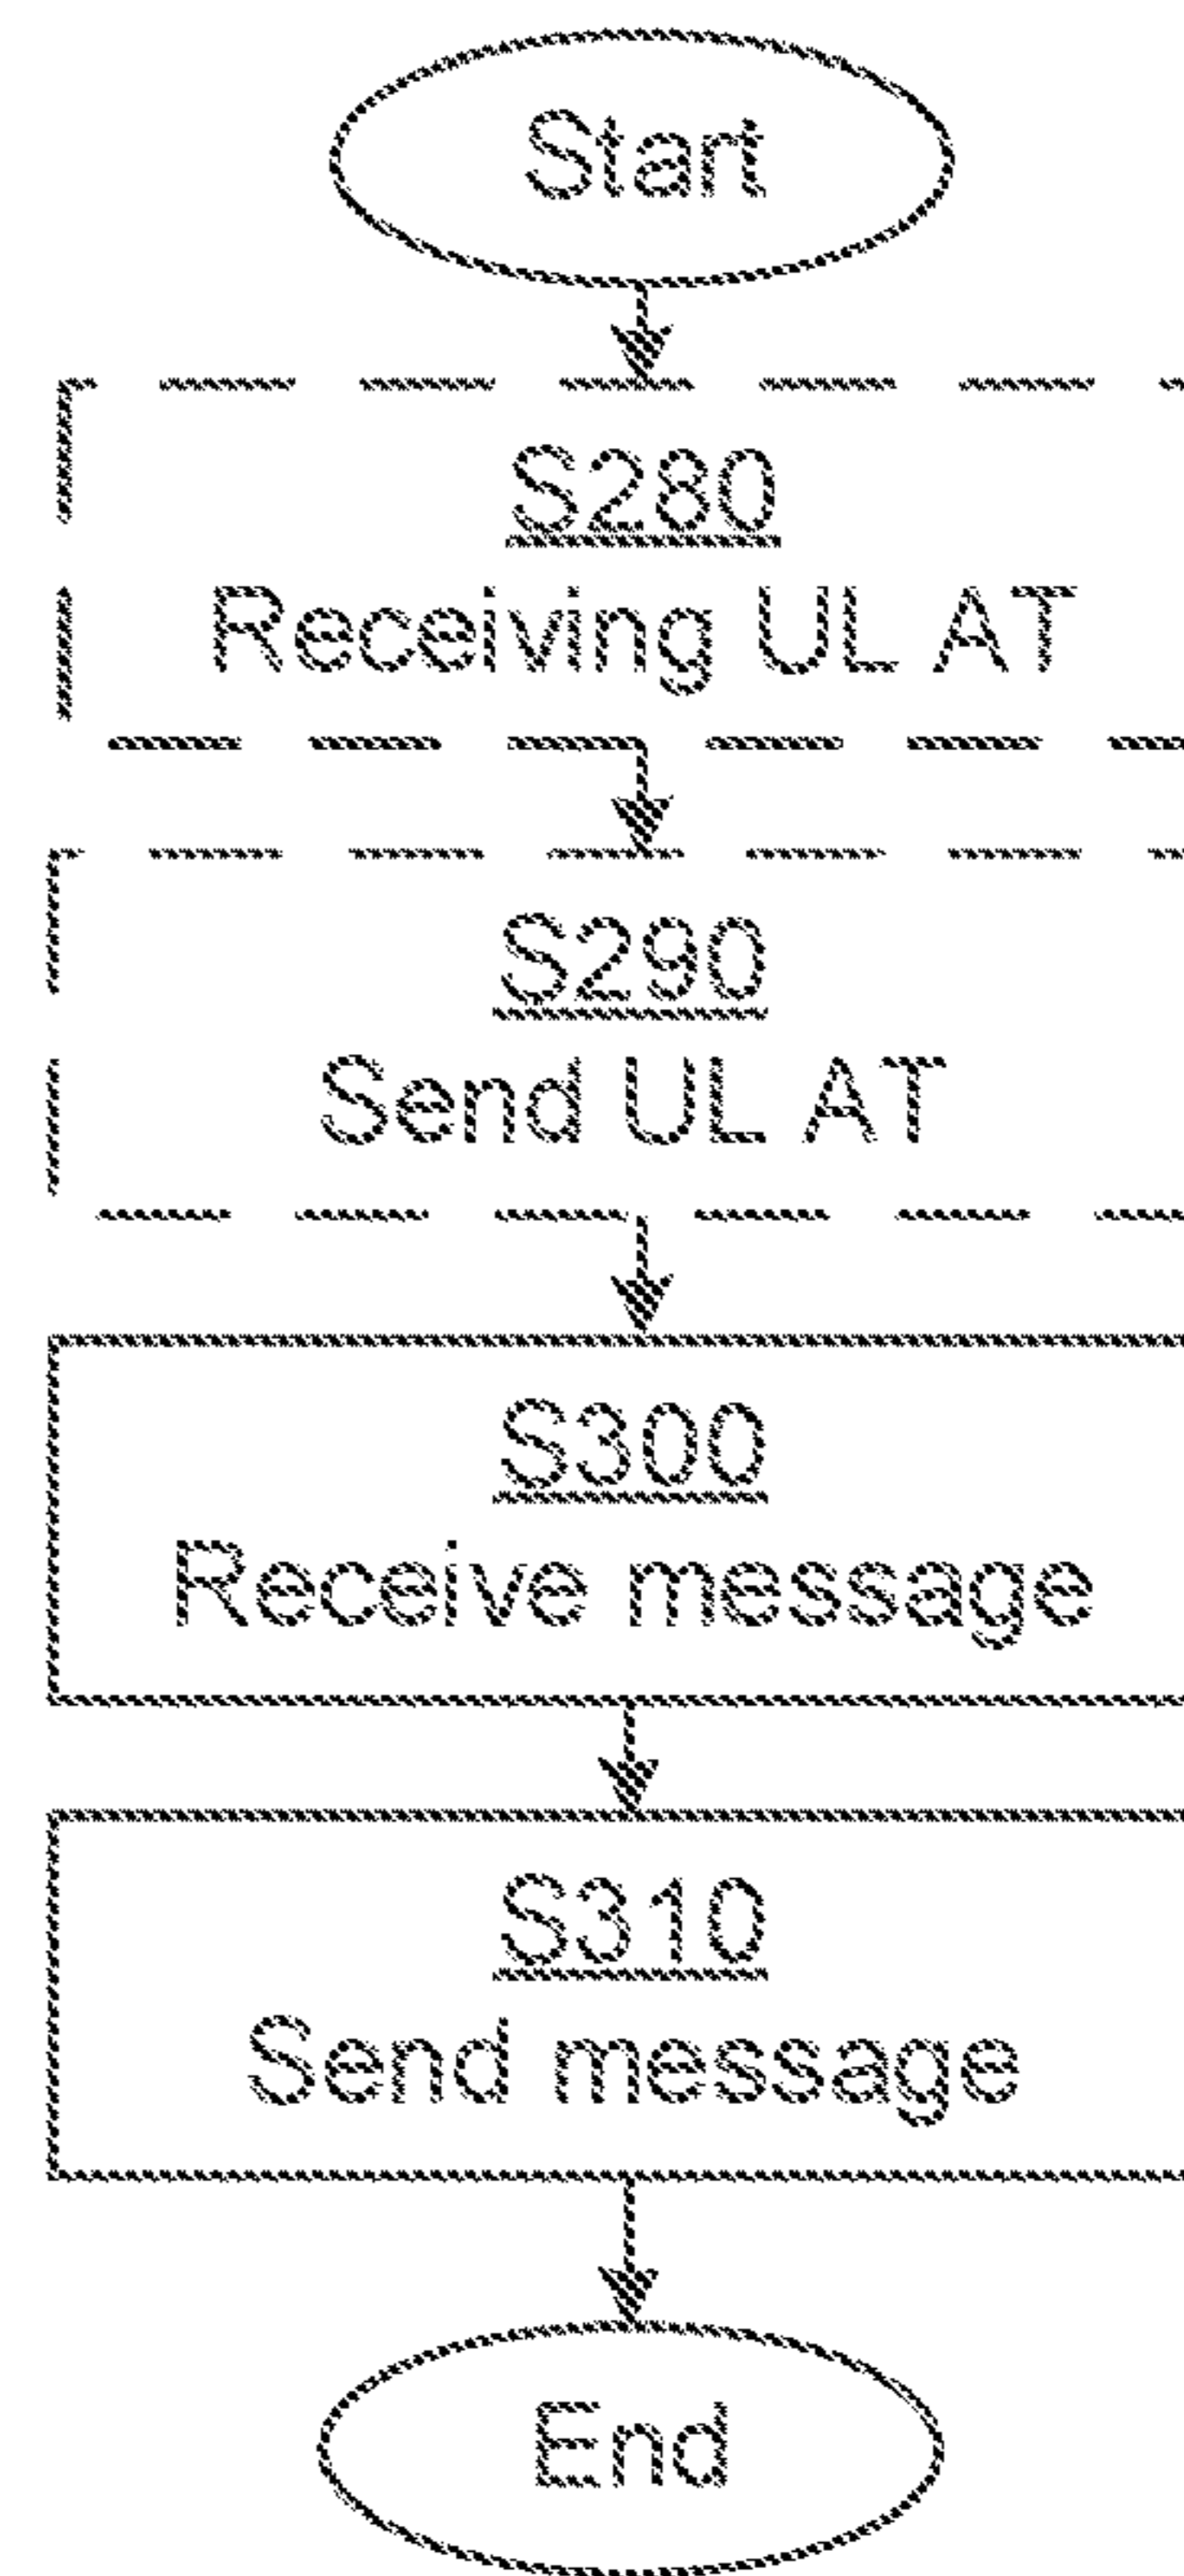 Start
S280
Receiving UL AT
S290
Send UL AT
S300
Receive message
S310
Send message
End